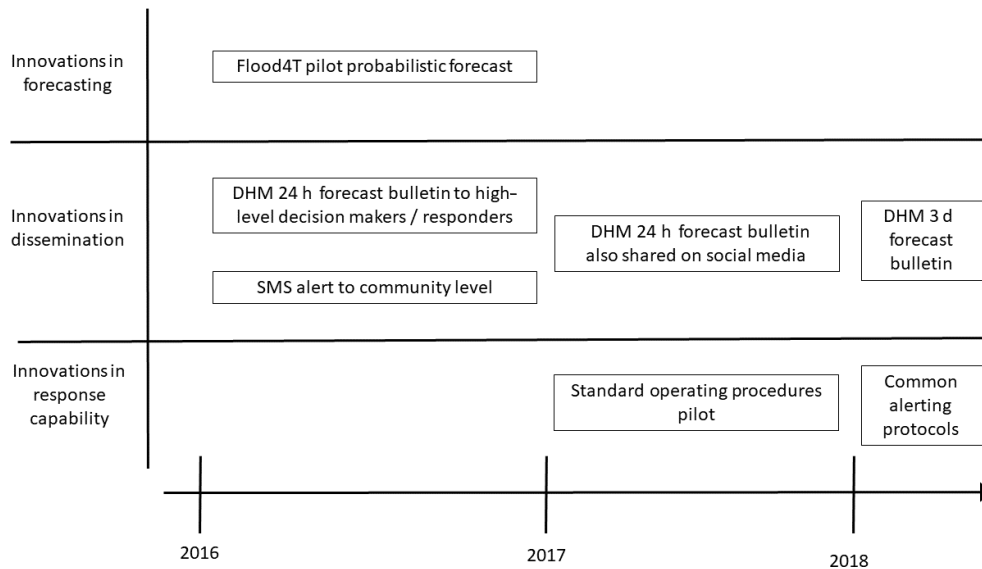 Innovations in
forecasting
Flood4T pilot probabilistic forecast
Innovations in
dissemination
DHM 24 h forecast bulletin to high–
level decision makers / responders
SMS alert to community level
DHM 24 h forecast bulletin
also shared on social media
DHM 3 d
forecast
bulletin
Innovations in
response
capability
Standard operating procedures
pilot
Common
alerting
protocols
2016
2017
2018